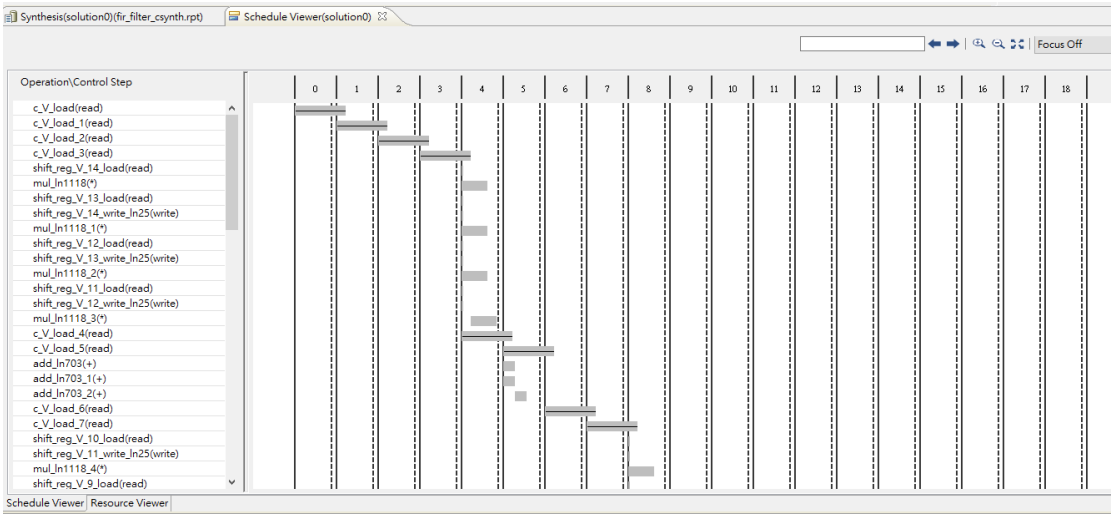 Synthesis(solution0)(fir_filter_csynth.rpt) Schedule Viewer(solution0)
Focus Off
Operation\Control Step 0 1 2 3 4 5 6 7 8 9 10 11 12 13 14 15 16 17 18
c_V_load(read)
c_V_load_1(read)
c_V_load_2(read)
c_V_load_3(read)
shift_reg_V_14_load(read)
mul_ln1118(*)
shift_reg_V_13_load(read)
shift_reg_V_14_write_ln25(write)
mul_ln1118_1(*)
shift_reg_V_12_load(read)
shift_reg_V_13_write_ln25(write)
mul_ln1118_2(*)
shift_reg_V_11_load(read)
shift_reg_V_12_write_ln25(write)
mul_ln1118_3(*)
c_V_load_4(read)
c_V_load_5(read)
add_ln703(+)
add_ln703_1(+)
add_ln703_2(+)
c_V_load_6(read)
c_V_load_7(read)
shift_reg_V_10_load(read)
shift_reg_V_11_write_ln25(write)
mul_ln1118_4(*)
shift_reg_V_9_load(read)
Schedule Viewer Resource Viewer